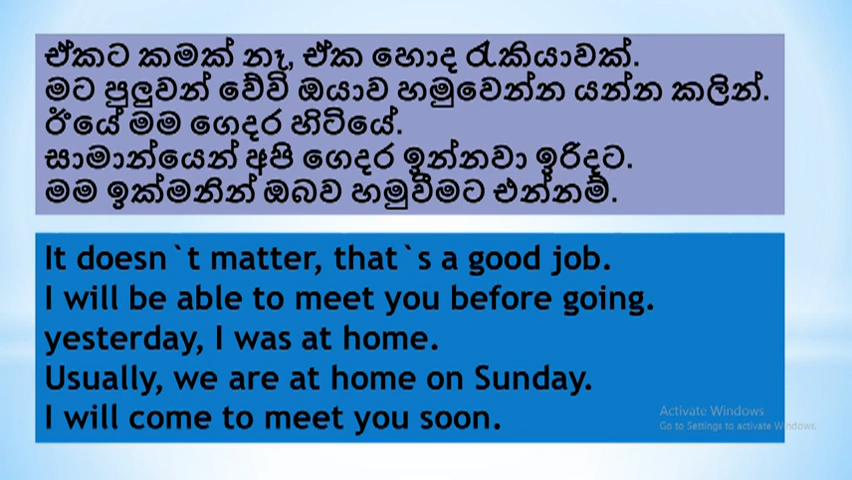 ඒකට කමක් නෑ, ඒක හොද රැකියාවක්.
මට පුලුවන් වේවි ඔයාව හමුවෙන්න යන්න කලින්.
ඊයේ මම ගෙදර හිටියේ.
සාමාන්යෙන් අපි ගෙදර ඉන්නවා ඉරිදට.
මම ඉක්මනින් ඔබව හමුවීමට එන්නම්.
It doesn`t matter, that`s a good job.
I will be able to meet you before going.
yesterday, I was at home.
Usually, we are at home on Sunday.
I will come to meet you soon.
Activate Windows
Go to Settings to activate Windows.